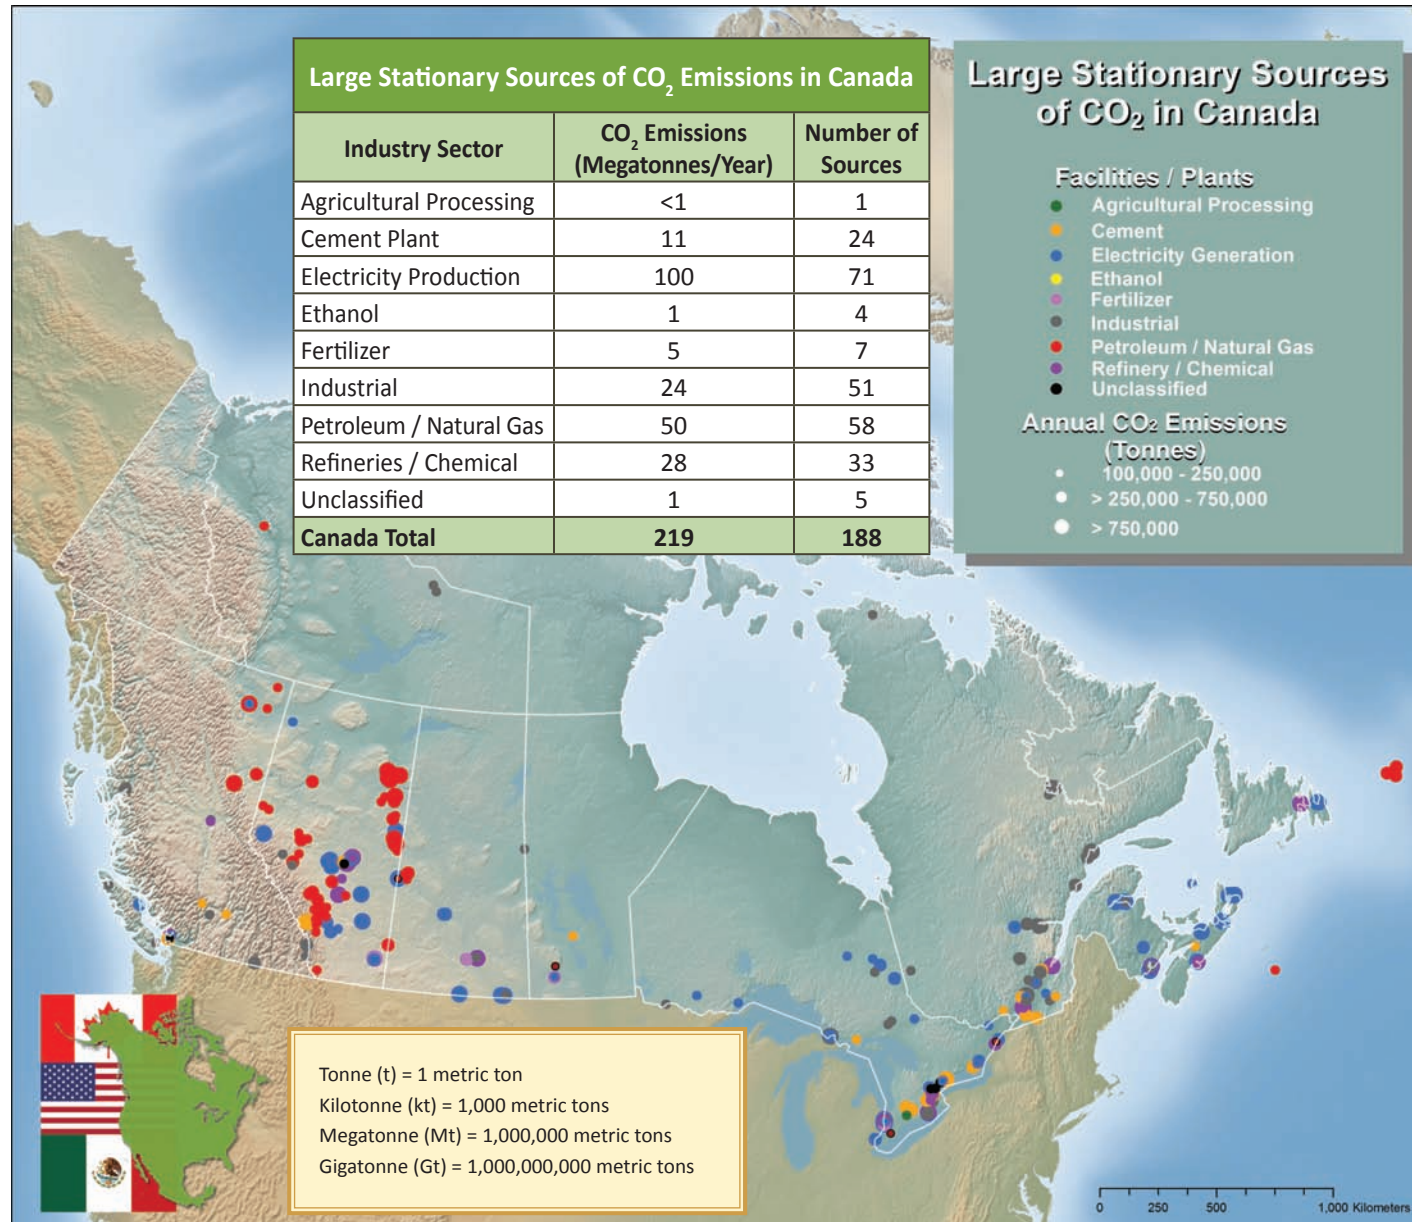 Large Stationary Sources of CO2 Emissions in Canada
Industry Sector CO2 Emissions (Megatonnes/Year) Number of Sources
Agricultural Processing <1 1
Cement Plant 11 24
Electricity Production 100 71
Ethanol 1 4
Fertilizer 5 7
Industrial 24 51
Petroleum / Natural Gas 50 58
Refineries / Chemical 28 33
Unclassified 1 5
Canada Total 219 188
Large Stationary Sources
of CO2 in Canada
Facilities / Plants
Agricultural Processing
Cement
Electricity Generation
Ethanol
Fertilizer
Industrial
Petroleum / Natural Gas
Refinery / Chemical
Unclassified
Annual CO2 Emissions
(Tonnes)
100,000 - 250,000
> 250,000 - 750,000
> 750,000
Tonne (t) = 1 metric ton
Kilotonne (kt) = 1,000 metric tons
Megatonne (Mt) = 1,000,000 metric tons
Gigatonne (Gt) = 1,000,000,000 metric tons
0 250 500 1,000 Kilometers